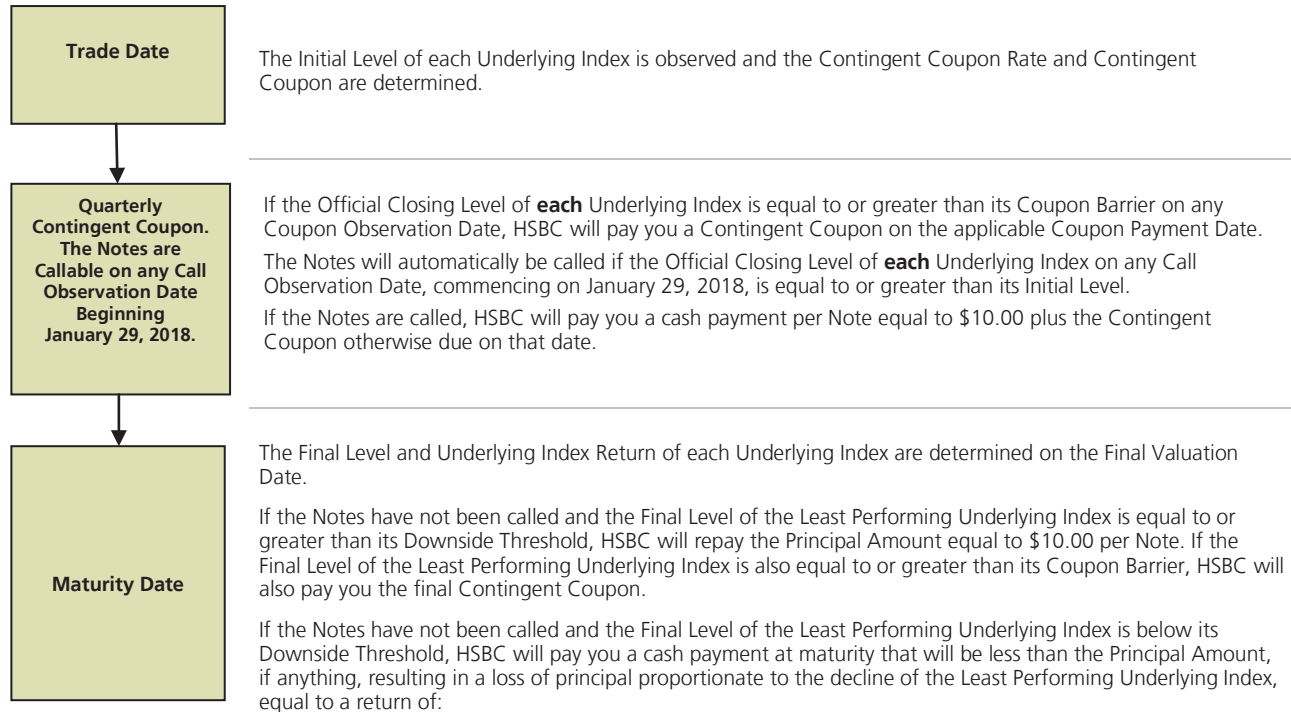 Trade Date
The Initial Level of each Underlying Index is observed and the Contingent Coupon Rate and Contingent
Coupon are determined.
Quarterly
Contingent Coupon.
The Notes are
Callable on any Call
Observation Date
Beginning
January 29, 2018.
If the Official Closing Level of each Underlying Index is equal to or greater than its Coupon Barrier on any
Coupon Observation Date, HSBC will pay you a Contingent Coupon on the applicable Coupon Payment Date.
The Notes will automatically be called if the Official Closing Level of each Underlying Index on any Call
Observation Date, commencing on January 29, 2018, is equal to or greater than its Initial Level.
If the Notes are called, HSBC will pay you a cash payment per Note equal to $10.00 plus the Contingent
Coupon otherwise due on that date.
Maturity Date
The Final Level and Underlying Index Return of each Underlying Index are determined on the Final Valuation
Date.
If the Notes have not been called and the Final Level of the Least Performing Underlying Index is equal to or
greater than its Downside Threshold, HSBC will repay the Principal Amount equal to $10.00 per Note. If the
Final Level of the Least Performing Underlying Index is also equal to or greater than its Coupon Barrier, HSBC will
also pay you the final Contingent Coupon.
If the Notes have not been called and the Final Level of the Least Performing Underlying Index is below its
Downside Threshold, HSBC will pay you a cash payment at maturity that will be less than the Principal Amount,
if anything, resulting in a loss of principal proportionate to the decline of the Least Performing Underlying Index,
equal to a return of: